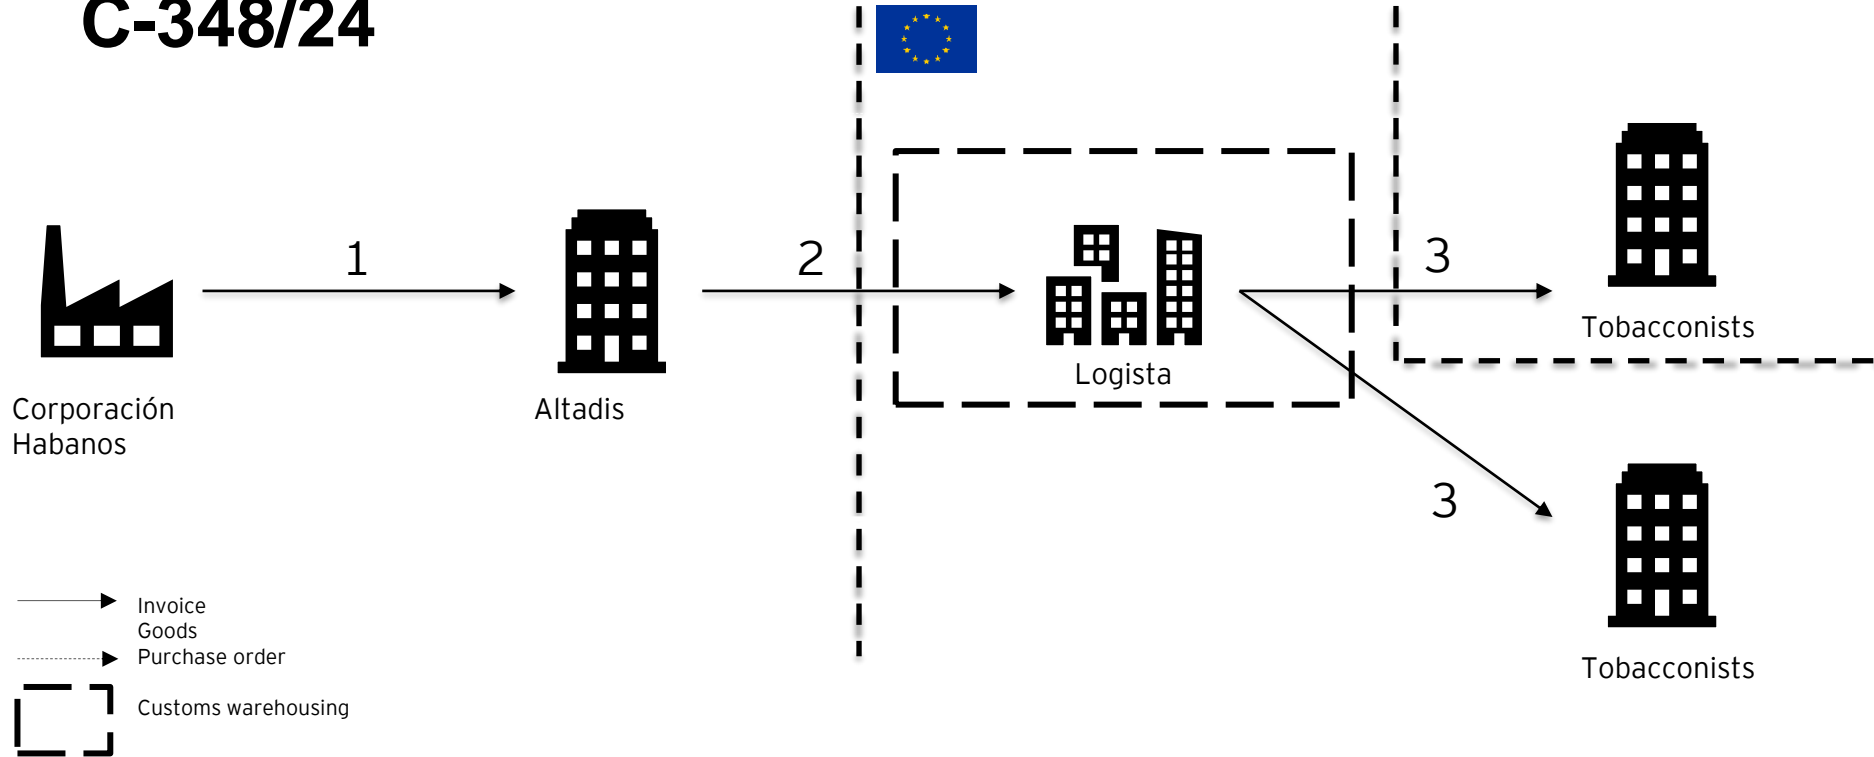 C-348/24
1
2
3
Tobacconists
Logista
Corporación
Habanos
Altadis
3
Tobacconists
Invoice
Goods
Purchase order
Customs warehousing